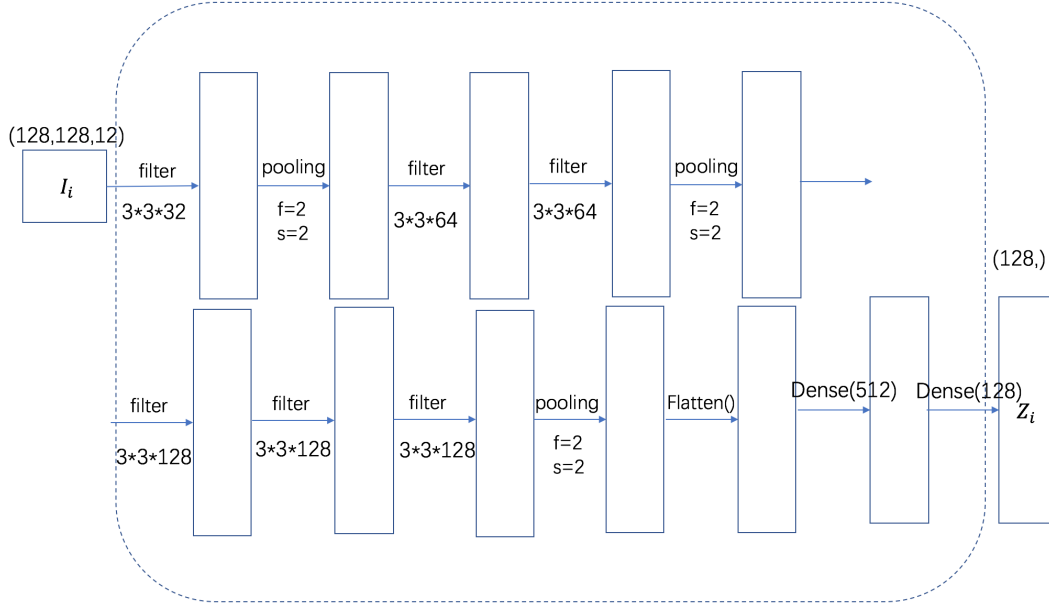 (128,128,12)
I_i
filter
3*3*32
pooling
f=2
s=2
filter
3*3*64
filter
3*3*64
pooling
f=2
s=2
(128,)
filter
3*3*128
filter
3*3*128
filter
3*3*128
pooling
f=2
s=2
Flatten()
Dense(512)
Dense(128)
Z_i